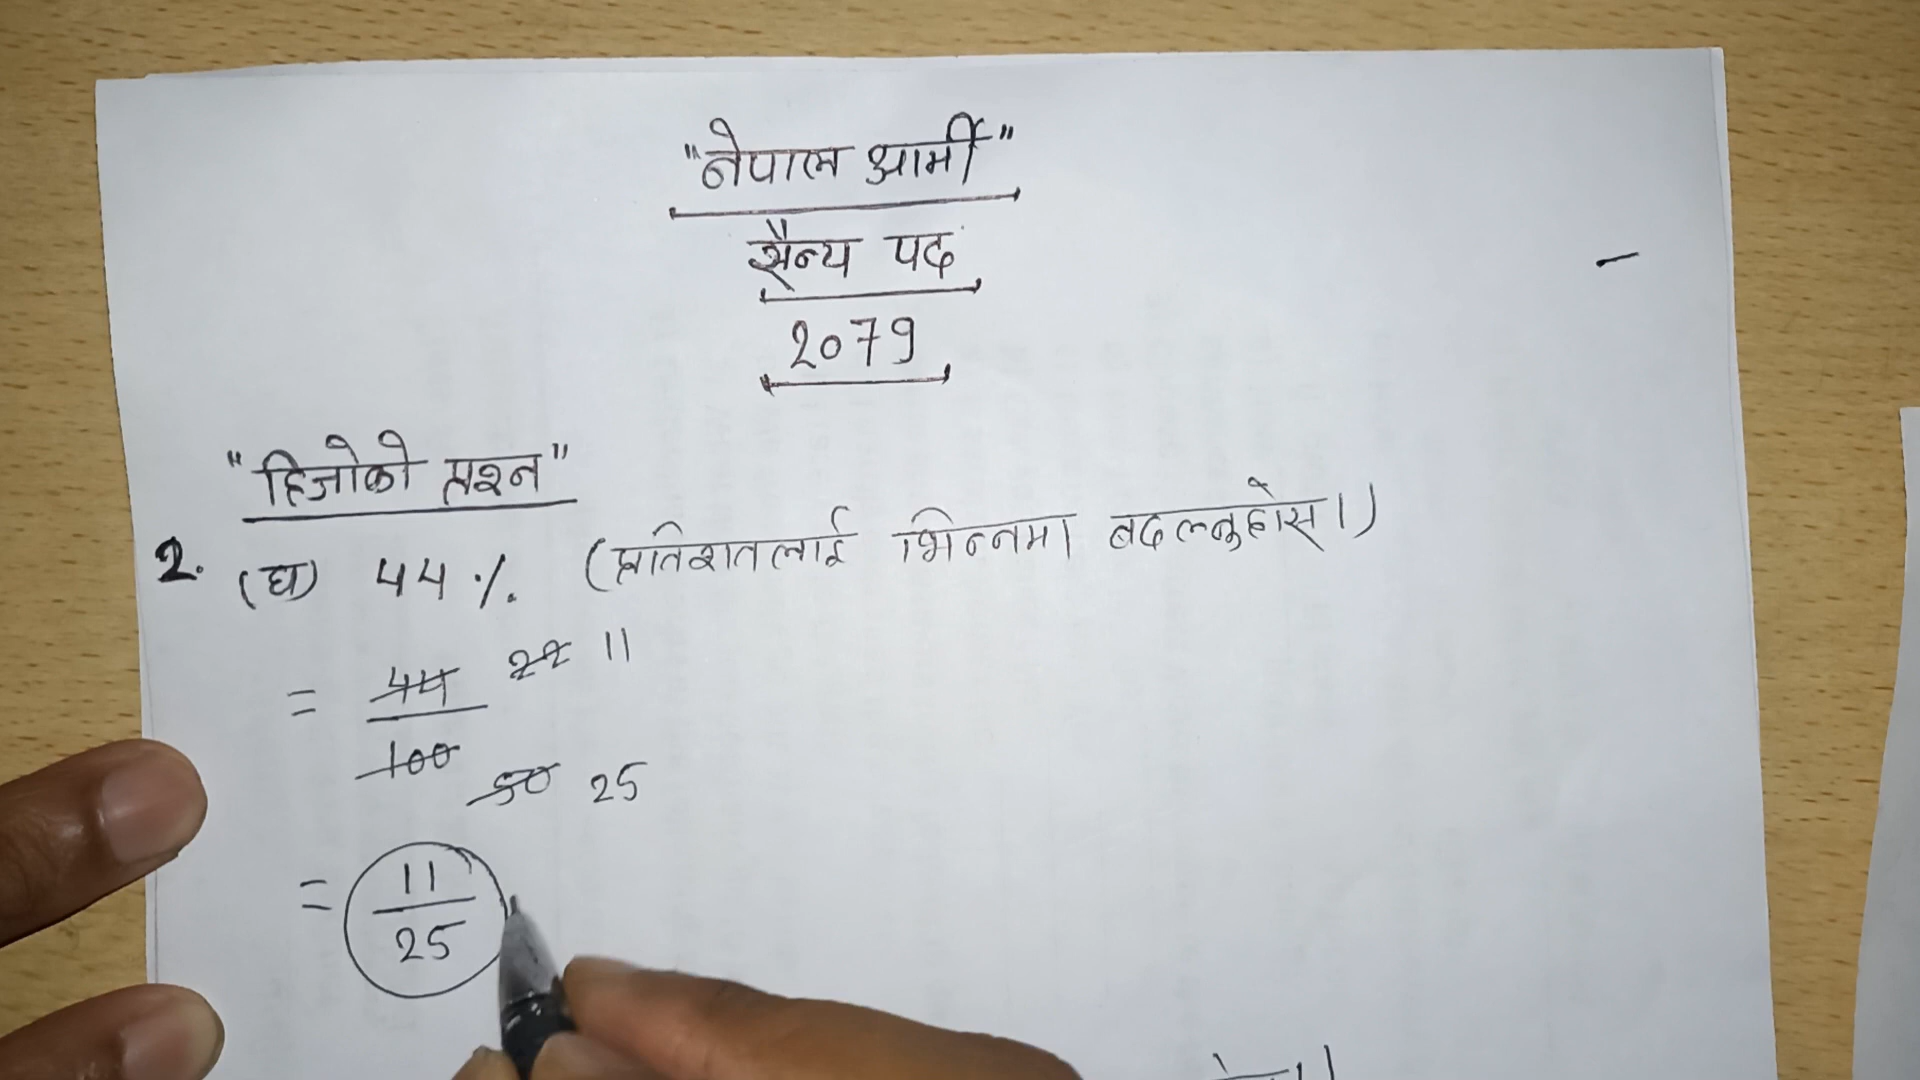 "नेपाल आर्मी"
सैन्य पद
2079
"हिजोको प्रश्न"
2. (घ) 44 % (प्रतिशतलाई भिन्नमा बदल्नुहोस।)
= 44 22 11
100 50 25
= 11
25